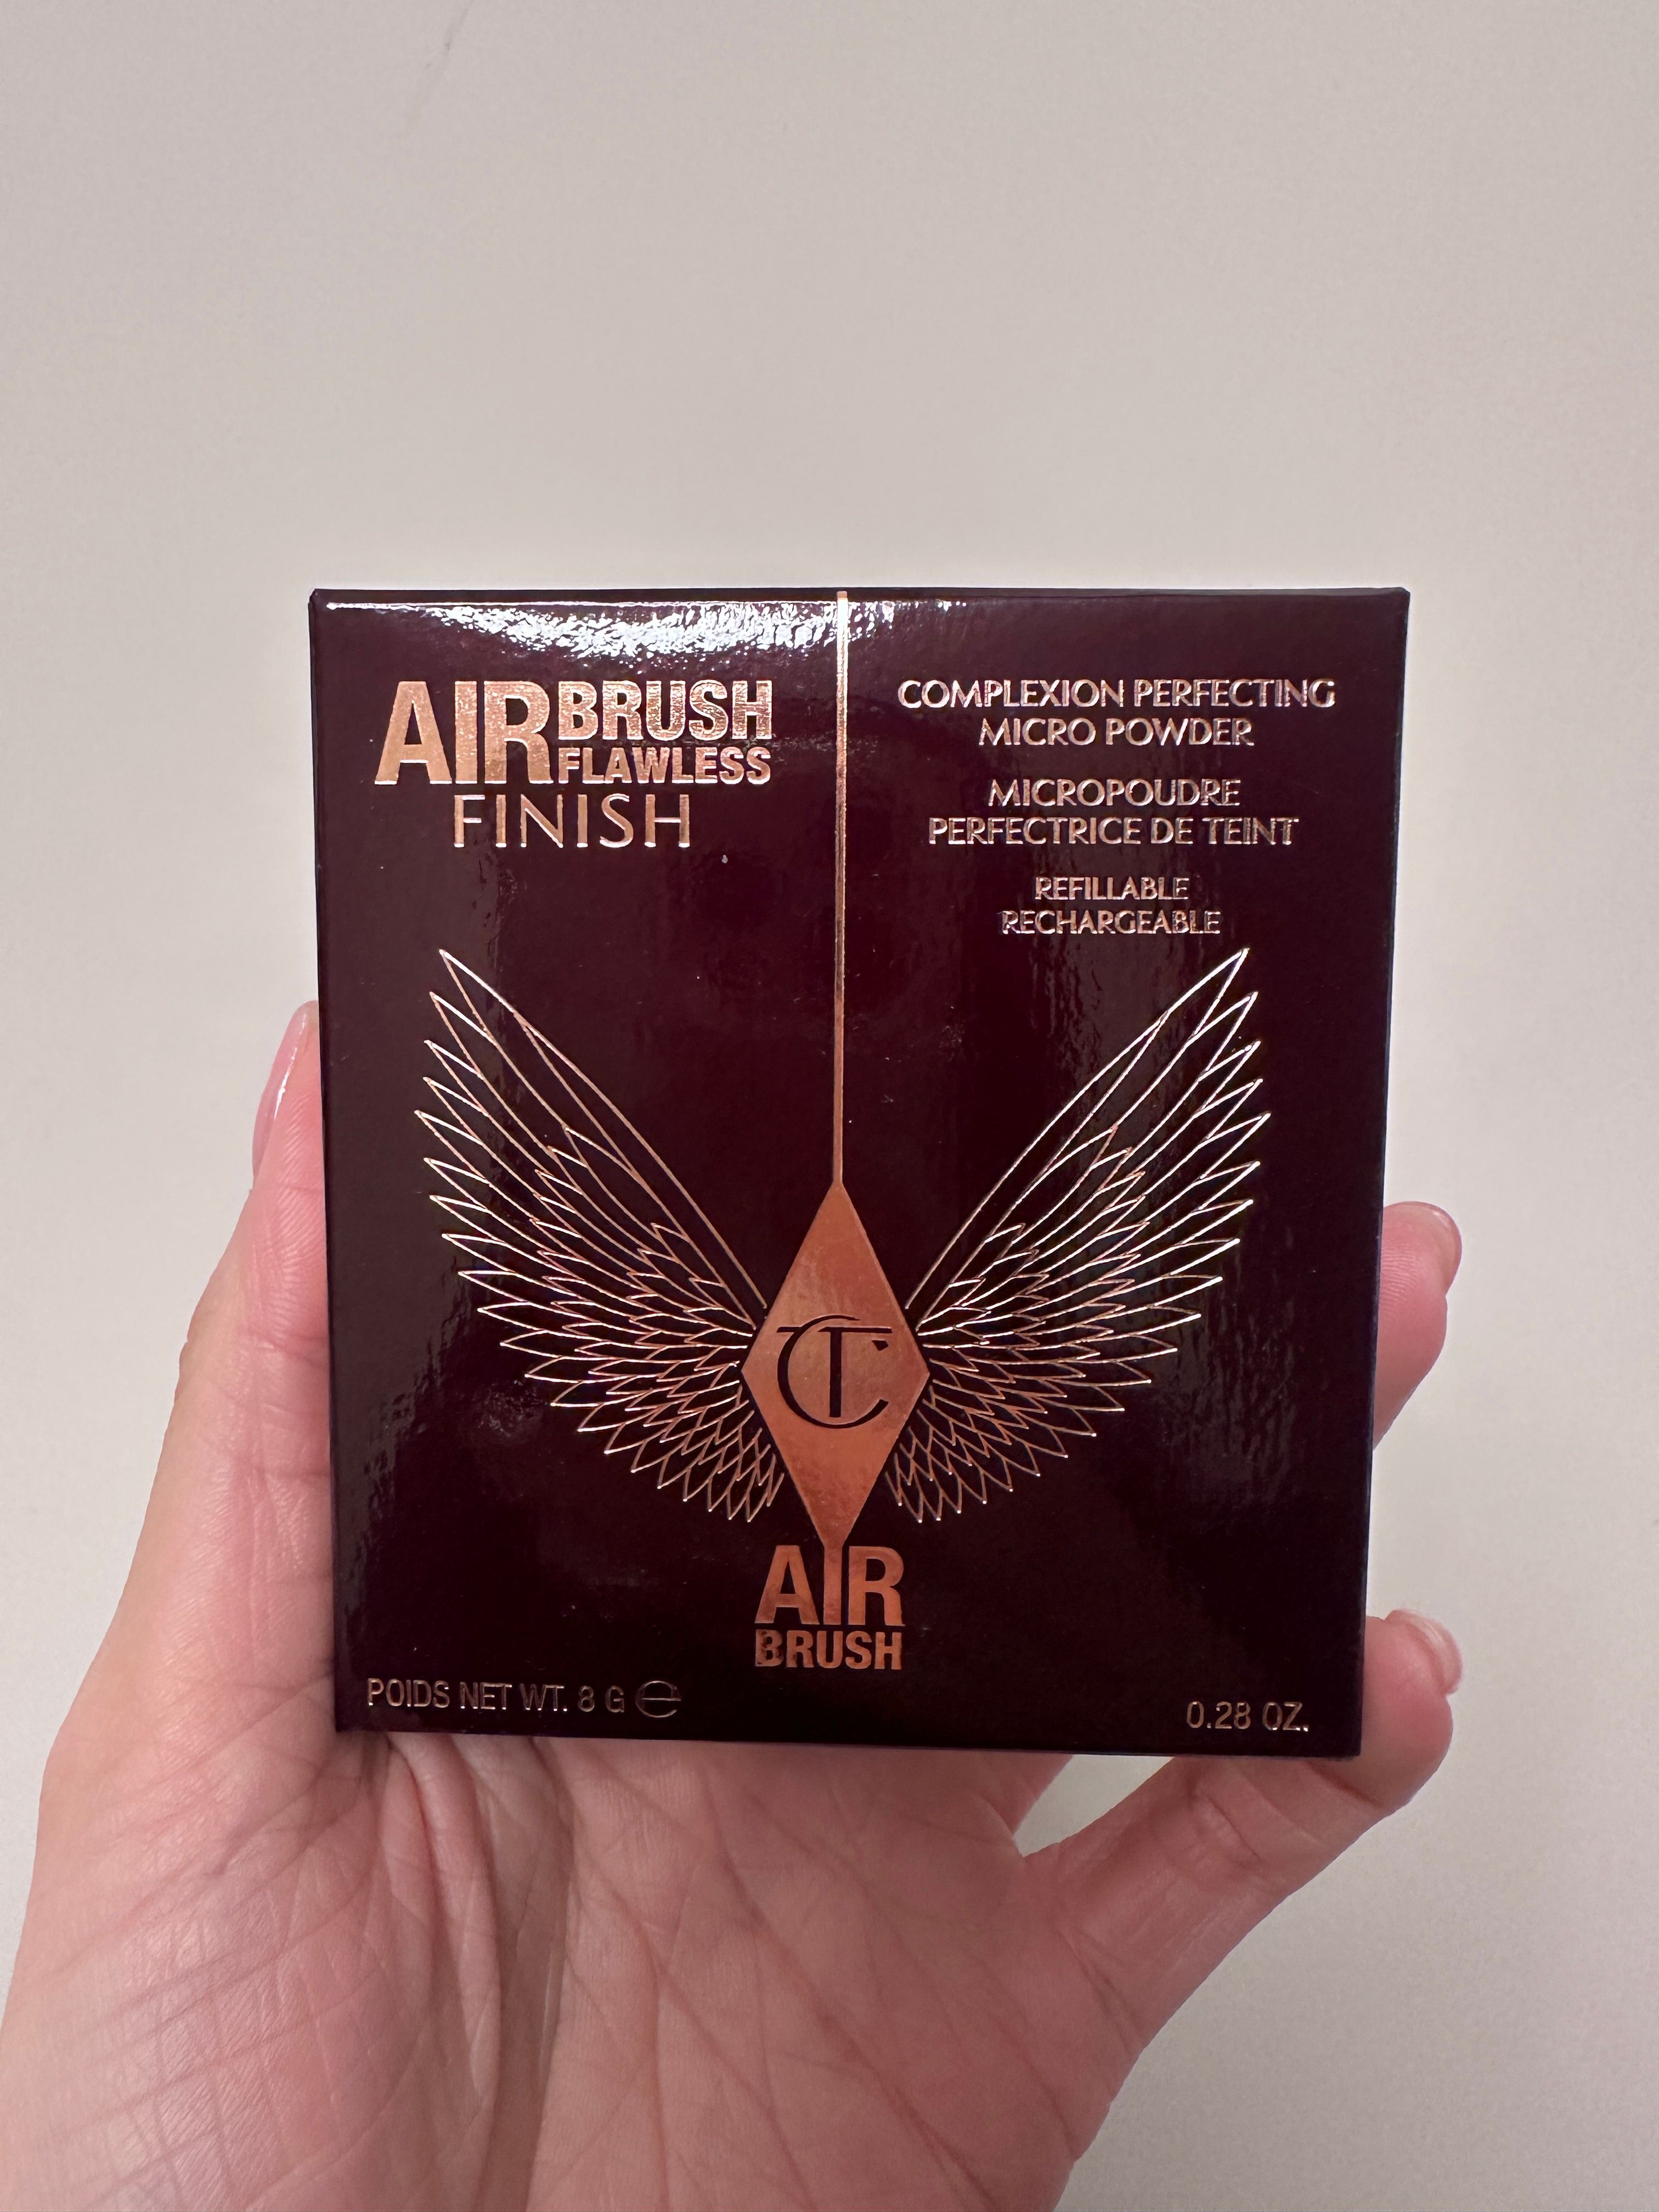 AIRBRUSH
FLAWLESS
FINISH
COMPLEXION PERFECTING
MICRO POWDER
MICROPOUDRE
PERFECTRICE DE TEINT
REFILLABLE
RECHARGEABLE
CT
AIR
BRUSH
POIDS NET WT. 8 G ℮
0.28 OZ.